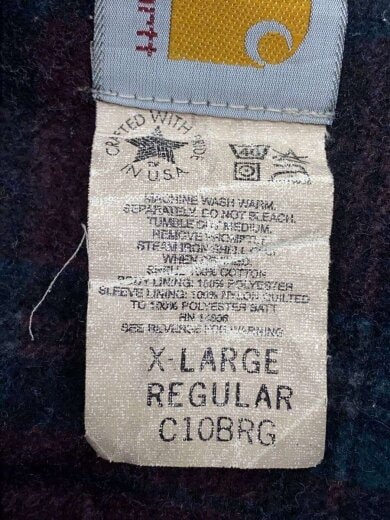 rtt
CRAFTED WITH PRIDE
IN U.S.A.
MACHINE WASH WARM.
SEPARATELY. DO NOT BLEACH.
TUMBLE DRY MEDIUM.
REMOVE PROMPTLY.
STEAM IRON SHELL ONLY
WHEN NEEDED.
SHELL: 100% COTTON
BODY LINING: 100% POLYESTER
SLEEVE LINING: 100% NYLON QUILTED
TO 100% POLYESTER BATT
RN 14806
SEE REVERSE FOR WARNING
X-LARGE
REGULAR
C10BRG